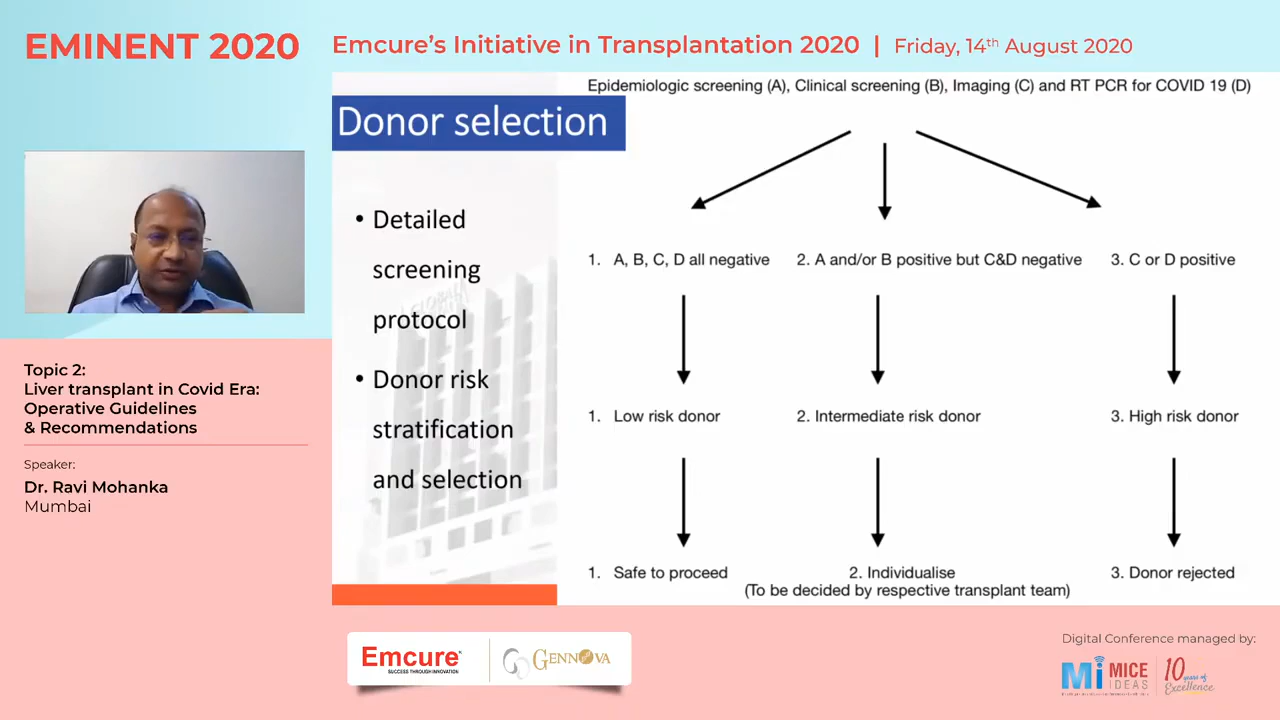 EMINENT 2020
Emcure's Initiative in Transplantation 2020 | Friday, 14th August 2020
Epidemiologic screening (A), Clinical screening (B), Imaging (C) and RT PCR for COVID 19 (D)
Donor selection
• Detailed
screening
protocol
• Donor risk
stratification
and selection
1. A, B, C, D all negative
2. A and/or B positive but C&D negative
3. C or D positive
1. Low risk donor
2. Intermediate risk donor
3. High risk donor
1. Safe to proceed
2. Individualise
(To be decided by respective transplant team)
3. Donor rejected
Topic 2:
Liver transplant in Covid Era:
Operative Guidelines
& Recommendations
Speaker:
Dr. Ravi Mohanka
Mumbai
Emcure
SUCCESS THROUGH INNOVATION
GENNOVA
Digital Conference managed by:
Mi MICE
IDEAS
10 years of
Excellence